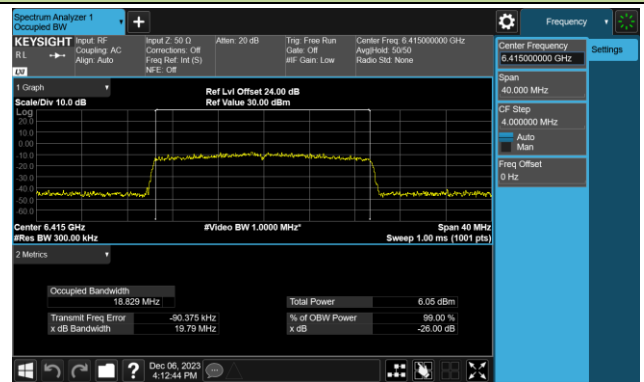 Spectrum Analyzer 1
Occupied BW
Frequency
KEYSIGHT
RL
Input: RF
Coupling: AC
Align: Auto
Input Z: 50 Ω
Corrections: Off
Freq Ref: Int (S)
NFE: Off
Atten: 20 dB
Trig: Free Run
Gate: Off
#IF Gain: Low
Center Freq: 6.415000000 GHz
Avg|Hold: 50/50
Radio Std: None
Center Frequency
6.415000000 GHz
Settings
Span
40.000 MHz
CF Step
4.000000 MHz
Auto
Man
Freq Offset
0 Hz
1 Graph
Scale/Div 10.0 dB
Ref Lvl Offset 24.00 dB
Ref Value 30.00 dBm
Log
20.0
10.0
0.00
-10.0
-20.0
-30.0
-40.0
-50.0
-60.0
Center 6.415 GHz
#Video BW 1.0000 MHz*
Span 40 MHz
#Res BW 300.00 kHz
Sweep 1.00 ms (1001 pts)
2 Metrics
Occupied Bandwidth
18.829 MHz
Total Power 6.05 dBm
Transmit Freq Error -90.375 kHz
% of OBW Power 99.00 %
x dB Bandwidth 19.79 MHz
x dB -26.00 dB
?
Dec 06, 2023
4:12:44 PM